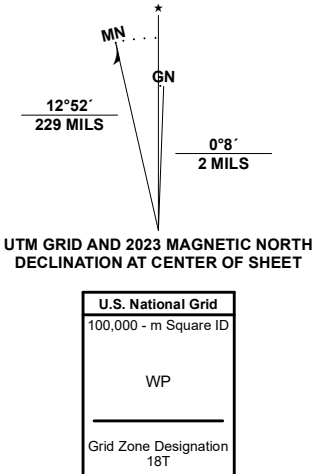 ★
MN
GN
12°52´
229 MILS
0°8´
2 MILS
UTM GRID AND 2023 MAGNETIC NORTH
DECLINATION AT CENTER OF SHEET
U.S. National Grid
100,000 - m Square ID
WP
Grid Zone Designation
18T